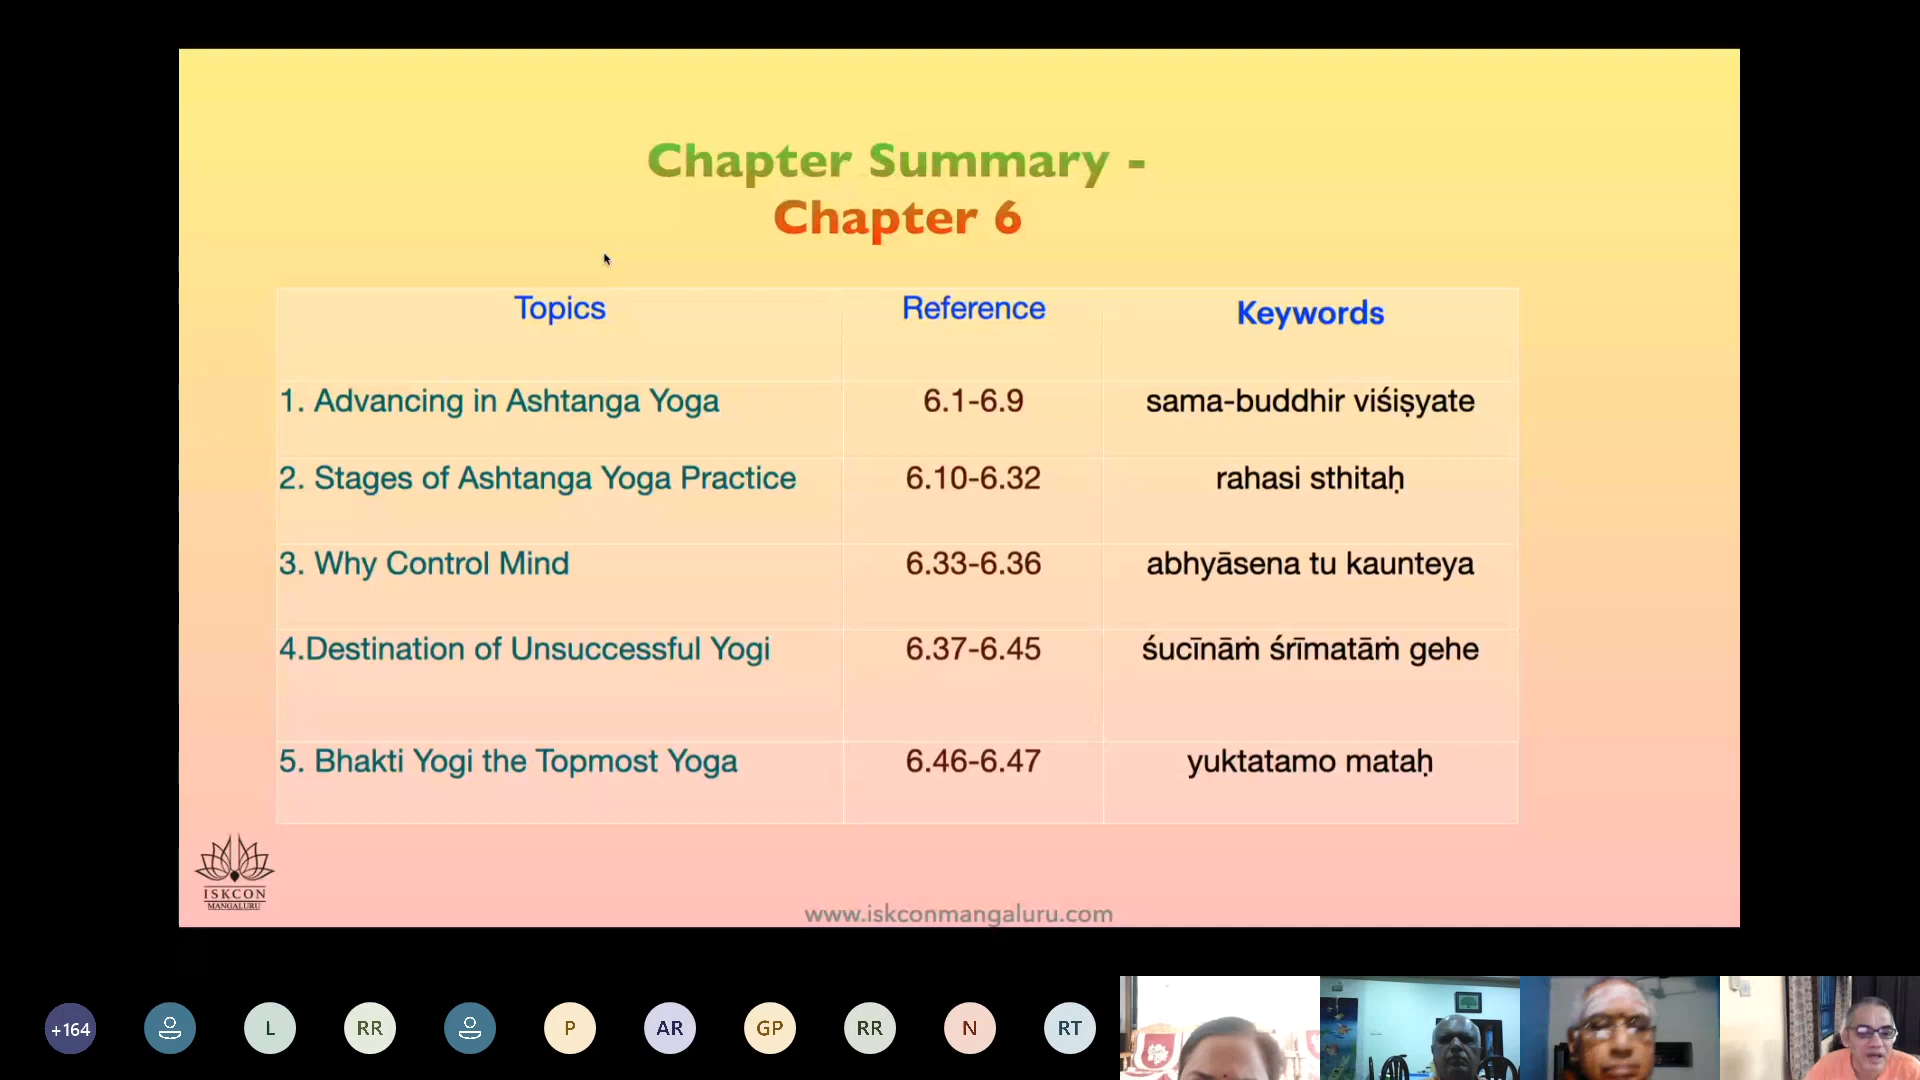 Chapter Summary -
Chapter 6
Topics Reference Keywords
1. Advancing in Ashtanga Yoga 6.1-6.9 sama-buddhir viśiṣyate
2. Stages of Ashtanga Yoga Practice 6.10-6.32 rahasi sthitaḥ
3. Why Control Mind 6.33-6.36 abhyāsena tu kaunteya
4.Destination of Unsuccessful Yogi 6.37-6.45 śucīnāṁ śrīmatāṁ gehe
5. Bhakti Yogi the Topmost Yoga 6.46-6.47 yuktatamo mataḥ
ISKCON
MANGALURU
www.iskconmangaluru.com
+164 L RR P AR GP RR N RT